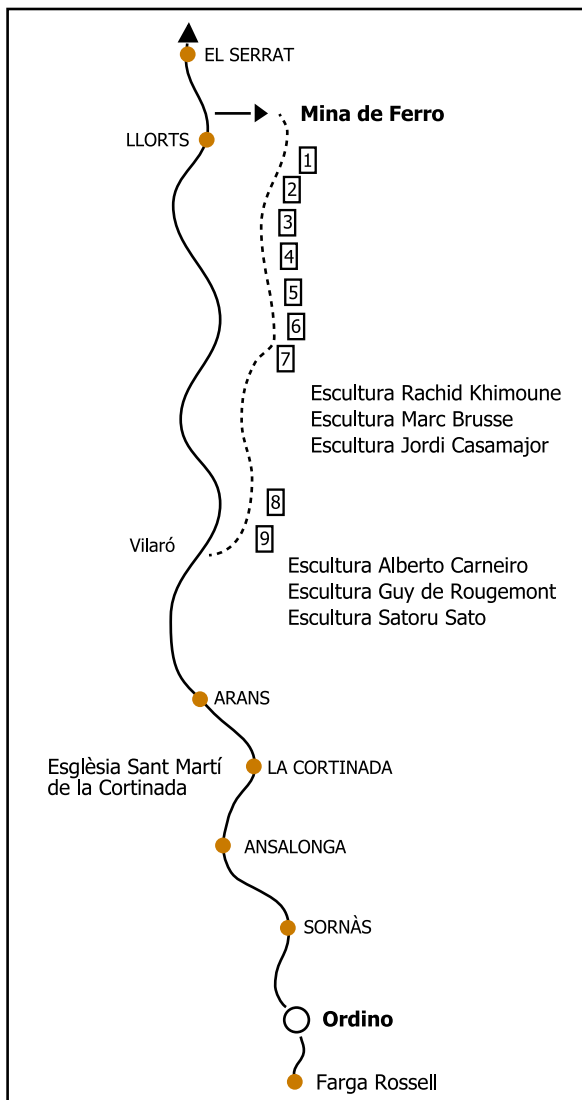 EL SERRAT
Mina de Ferro
LLORTS
1
2
3
4
5
6
7
Escultura Rachid Khimoune
Escultura Marc Brusse
Escultura Jordi Casamajor
8
9
Vilaró
Escultura Alberto Carneiro
Escultura Guy de Rougemont
Escultura Satoru Sato
ARANS
Esglèsia Sant Martí
de la Cortinada
LA CORTINADA
ANSALONGA
SORNÀS
Ordino
Farga Rossell